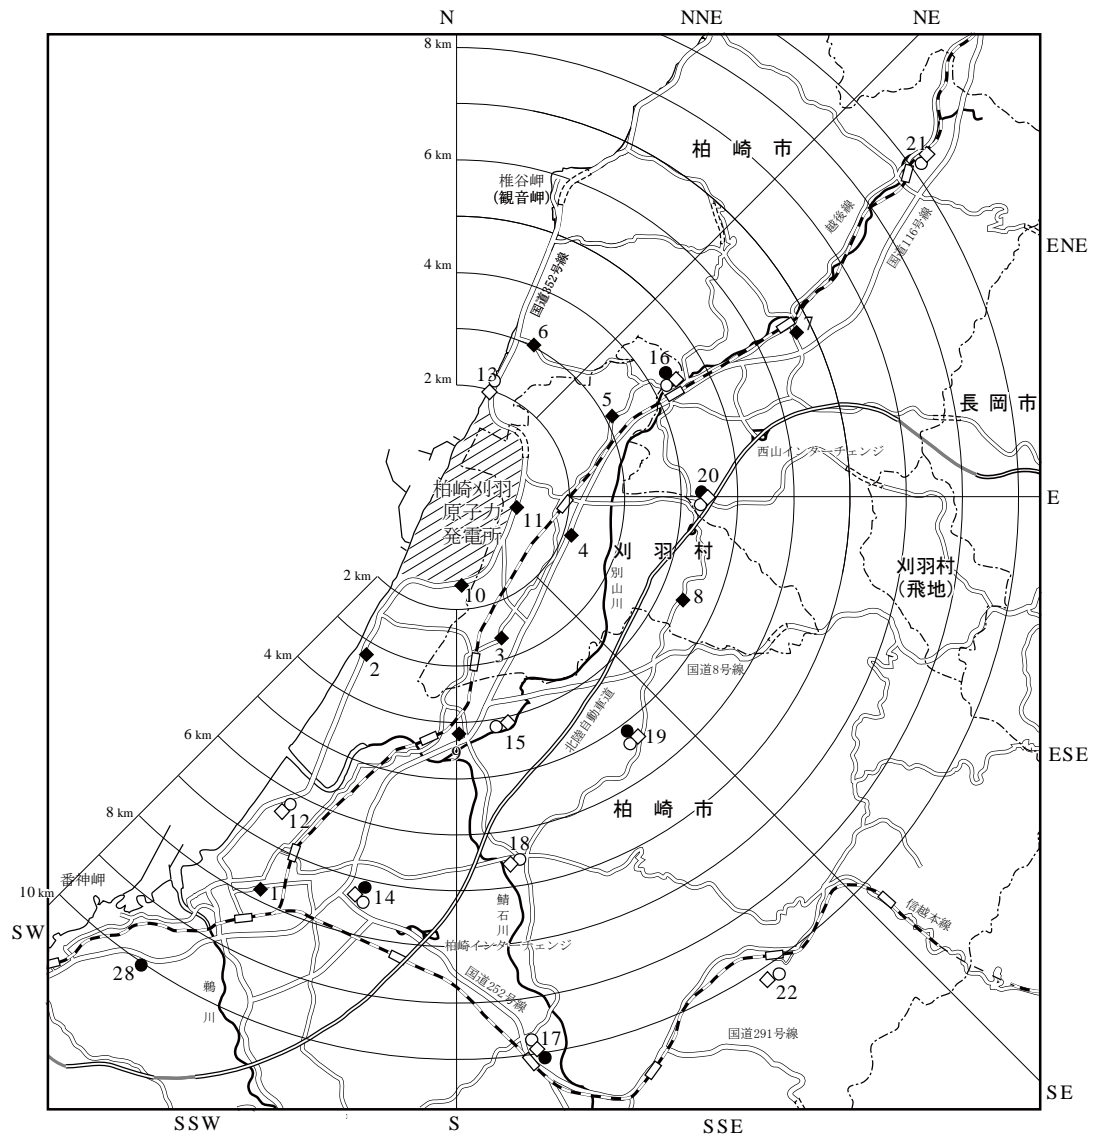 N
NNE
NE
8 km
柏崎市
21
6 km
椎谷岬
(観音岬)
越後線
国道116号線
ENE
4 km
国道352号線
6
7
16
13
2 km
5
長岡市
西山インターチェンジ
20
E
柏崎刈羽
原子力
発電所
11
4
刈羽村
刈羽村
(飛地)
別山川
2 km
10
8
3
2
4 km
国道8号線
北陸自動車道
6 km
15
19
9
ESE
8 km
12
柏崎市
18
番神岬
10 km
1
14
鯖石川
信越本線
SW
柏崎インターチェンジ
28
鵜川
国道252号線
22
17
国道291号線
SE
SSW
S
SSE